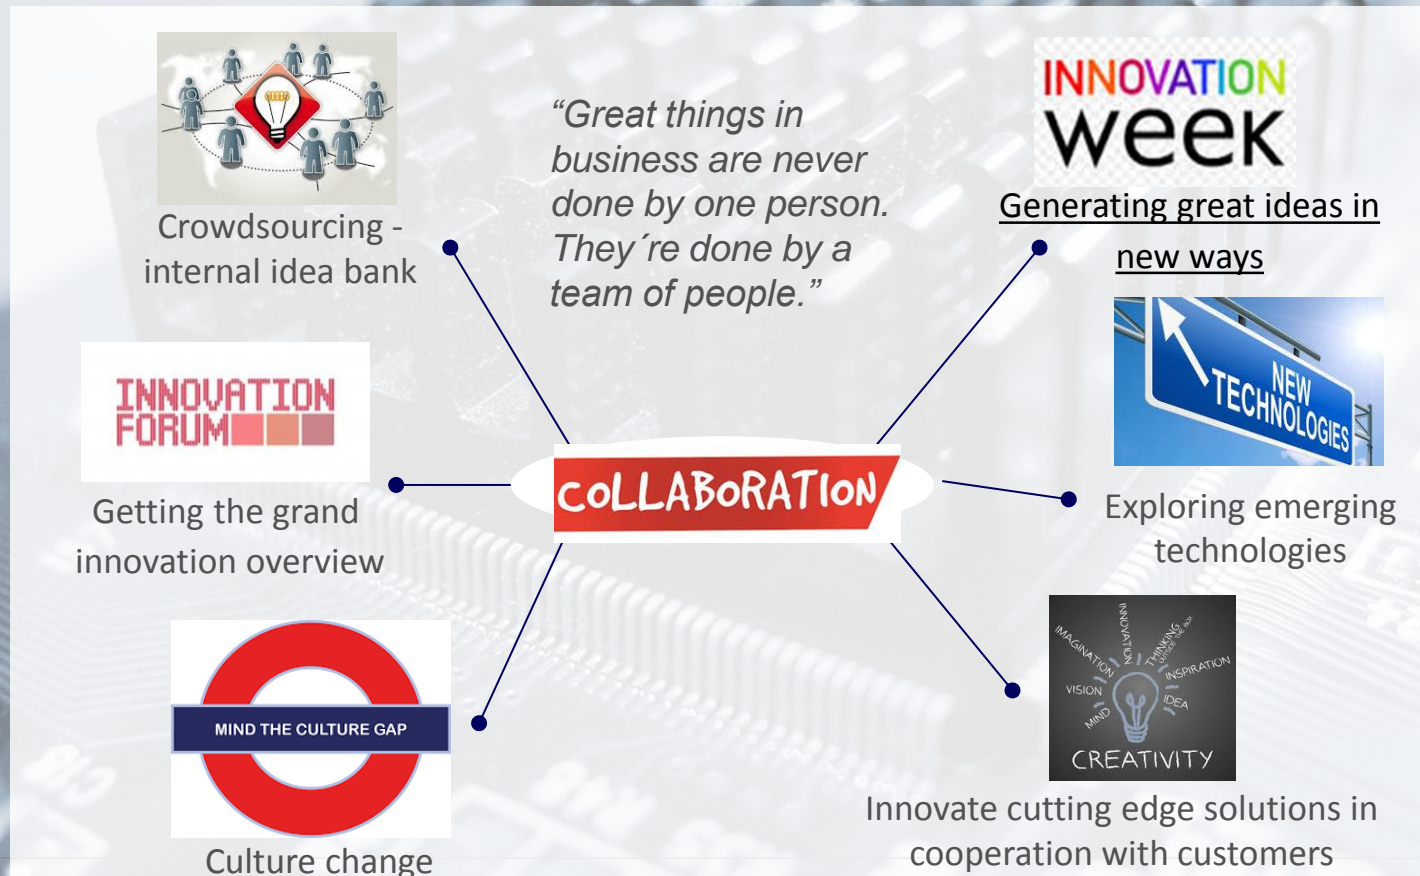 Crowdsourcing -
internal idea bank
“Great things in
business are never
done by one person.
They´re done by a
team of people.”
INNOVATION
week
Generating great ideas in
new ways
INNOVATION
FORUM
Getting the grand
innovation overview
COLLABORATION
NEW
TECHNOLOGIES
Exploring emerging
technologies
MIND THE CULTURE GAP
Culture change
IMAGINATION
INNOVATION
THINKING
OUTSIDE THE BOX
INSPIRATION
VISION
IDEA
MIND
CREATIVITY
Innovate cutting edge solutions in
cooperation with customers